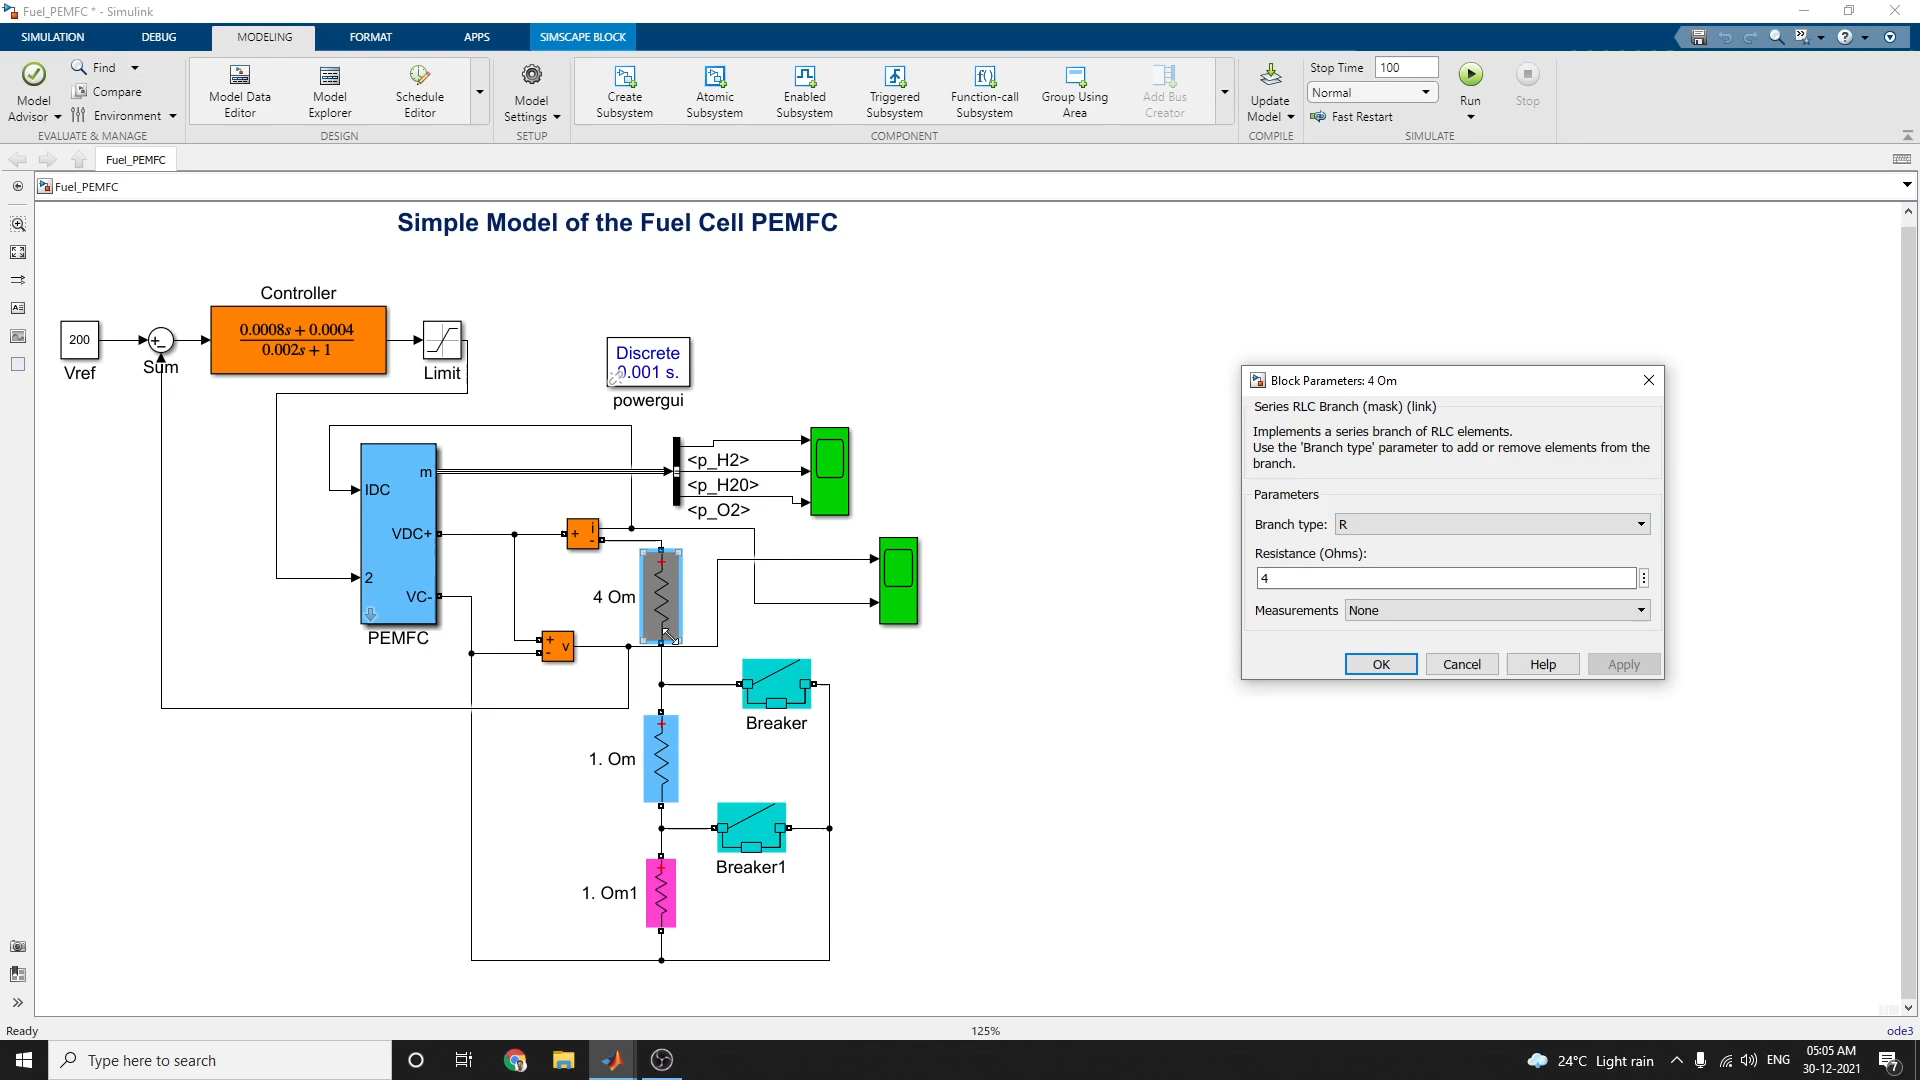 Fuel_PEMFC * - Simulink
SIMULATION
DEBUG
MODELING
FORMAT
APPS
SIMSCAPE BLOCK
Model Advisor
Find
Compare
Environment
EVALUATE & MANAGE
Model Data Editor
Model Explorer
Schedule Editor
DESIGN
Model Settings
SETUP
Create Subsystem
Atomic Subsystem
Enabled Subsystem
Triggered Subsystem
Function-call Subsystem
Group Using Area
Add Bus Creator
COMPONENT
Update Model
COMPILE
Stop Time 100
Normal
Fast Restart
Run
Stop
SIMULATE
Fuel_PEMFC
Fuel_PEMFC
Simple Model of the Fuel Cell PEMFC
Controller
200
Vref
+
-
Sum
0.0008s + 0.0004
0.002s + 1
Limit
Discrete
0.001 s.
powergui
m
IDC
VDC+
2
VC-
PEMFC
<p_H2>
<p_H20>
<p_O2>
+ i
-
4 Om
+
+ v
-
Breaker
1. Om
+
Breaker1
1. Om1
+
Block Parameters: 4 Om
Series RLC Branch (mask) (link)
Implements a series branch of RLC elements.
Use the 'Branch type' parameter to add or remove elements from the
branch.
Parameters
Branch type: R
Resistance (Ohms):
4
Measurements None
OK
Cancel
Help
Apply
Ready
125%
ode3
Type here to search
24°C Light rain
ENG
05:05 AM
30-12-2021
7